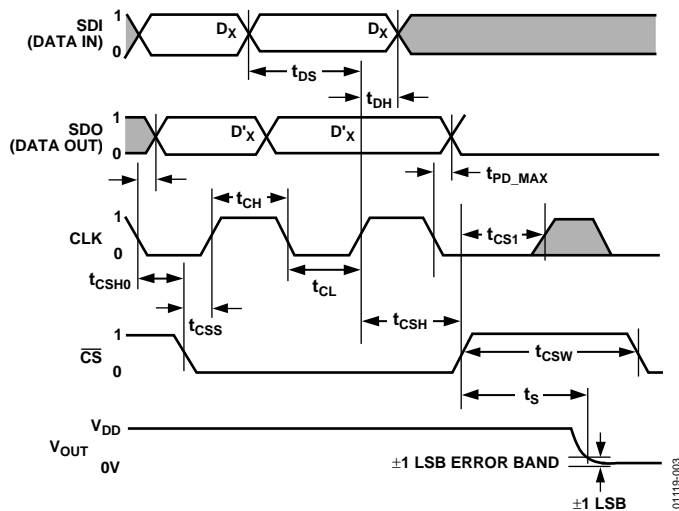 SDI
(DATA IN)
1
0
D_X
D_X
t_DS
t_DH
SDO
(DATA OUT)
1
0
D'_X
D'_X
t_PD_MAX
CLK
1
0
t_CH
t_CS1
t_CSH0
t_CL
t_CSS
t_CSH
C̅S̅
1
0
t_CSW
t_S
V_DD
V_OUT
0V
±1 LSB ERROR BAND
±1 LSB
01119-003